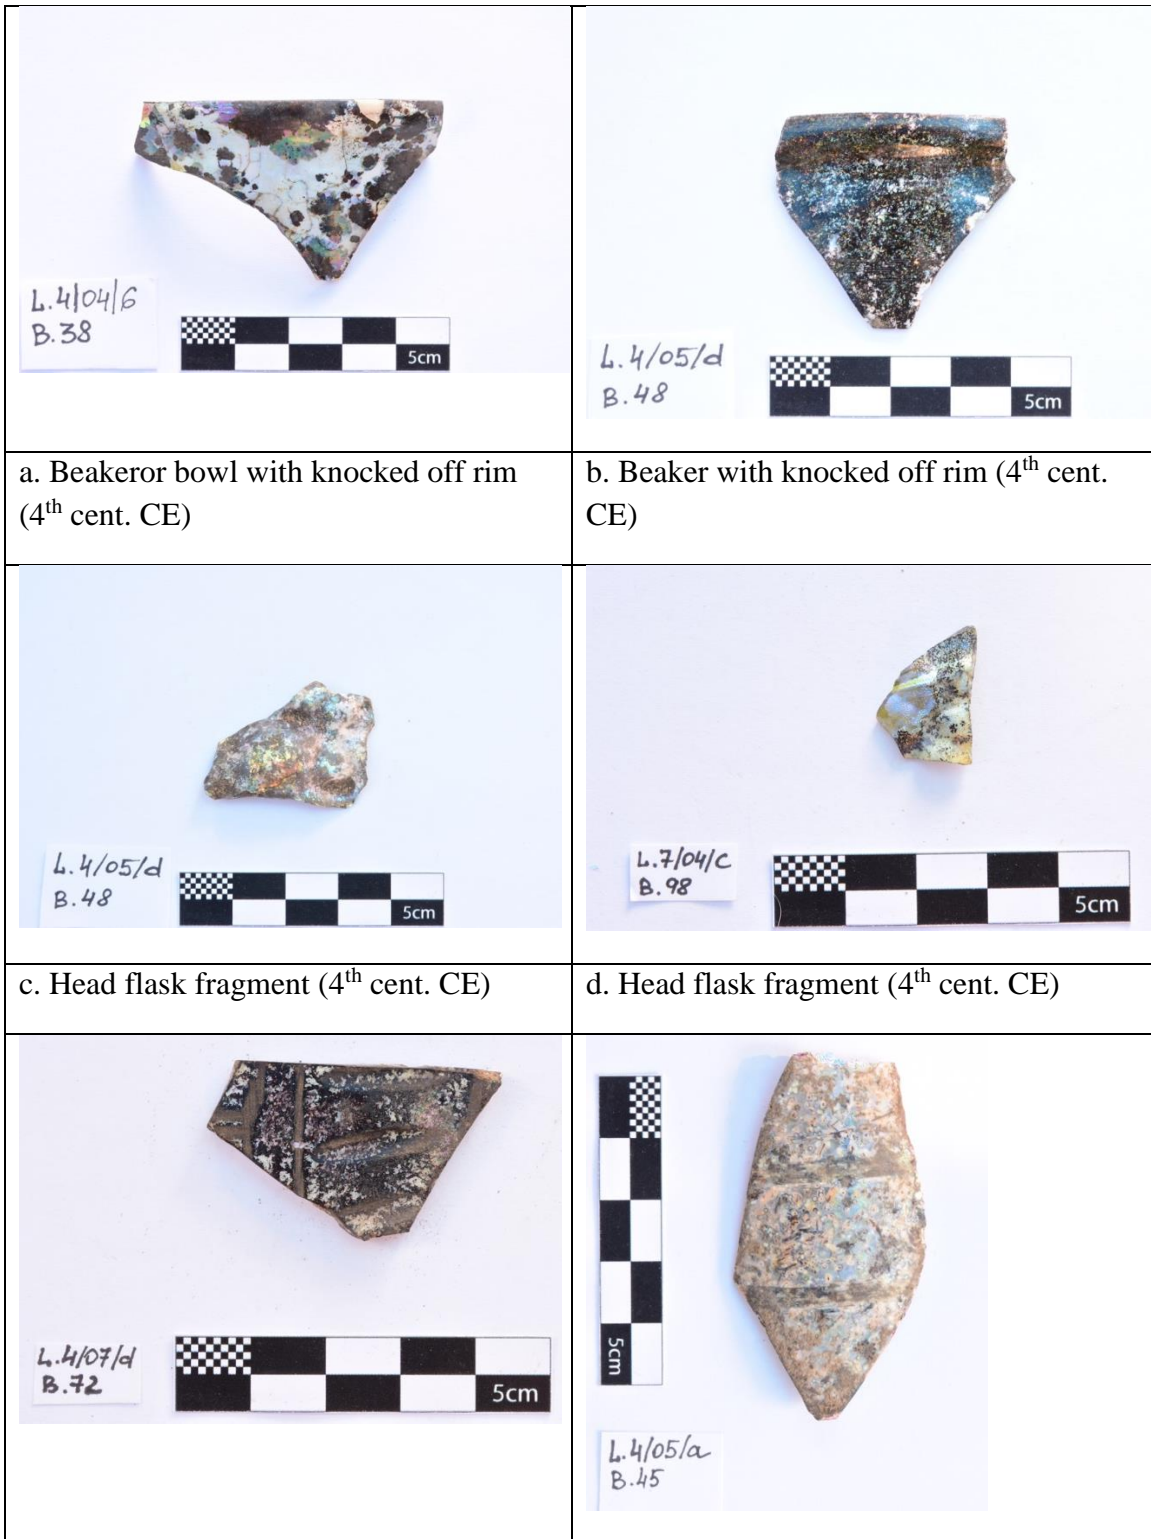 L.4/04/6
B.38
5cm
L.4/05/d
B.48
5cm
a. Beakeror bowl with knocked off rim
(4th cent. CE)
b. Beaker with knocked off rim (4th cent.
CE)
L.4/05/d
B.48
5cm
L.7/04/c
B.98
5cm
c. Head flask fragment (4th cent. CE)
d. Head flask fragment (4th cent. CE)
L.4/07/d
B.72
5cm
5cm
L.4/05/a
B.45